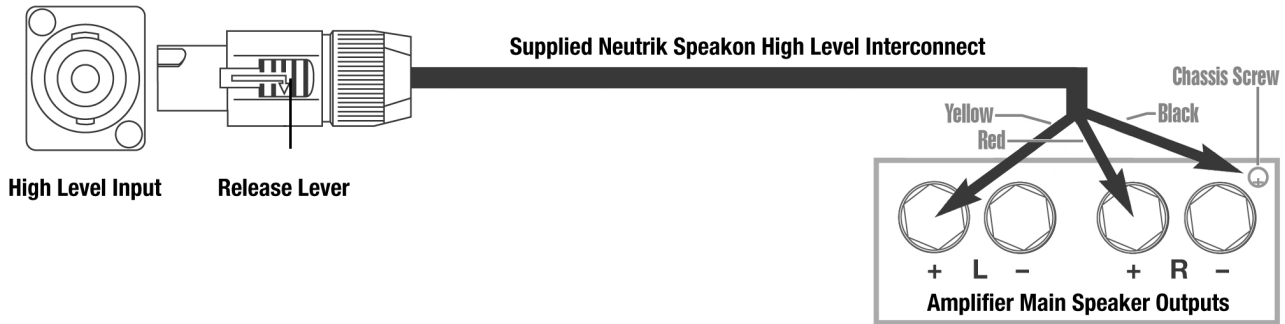 Supplied Neutrik Speakon High Level Interconnect
Chassis Screw
Yellow
Black
Red
High Level Input
Release Lever
+ L − + R −
Amplifier Main Speaker Outputs